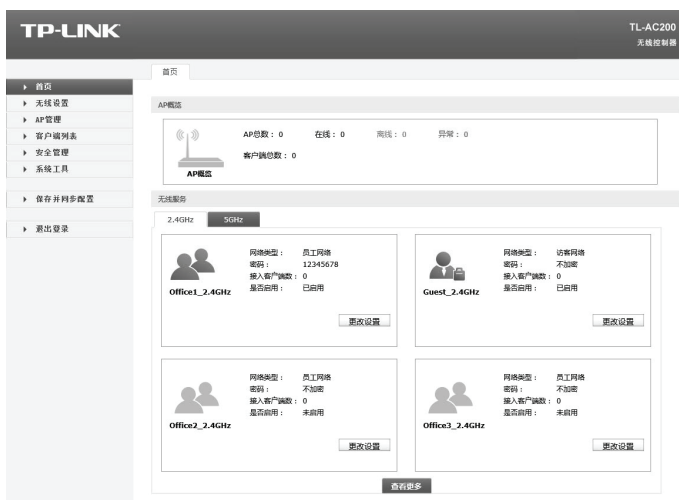 TP-LINK
TL-AC200
无线控制器
首页
首页
无线设置
AP管理
客户端列表
安全管理
系统工具
保存并同步配置
退出登录
AP概览
AP总数： 0 在线： 0 离线： 0 异常： 0
客户端总数： 0
AP概览
无线服务
2.4GHz 5GHz
网络类型： 员工网络
密码： 12345678
接入客户端数： 0
是否启用： 已启用
Office1_2.4GHz
更改设置
网络类型： 访客网络
密码： 不加密
接入客户端数： 0
是否启用： 已启用
Guest_2.4GHz
更改设置
网络类型： 员工网络
密码： 不加密
接入客户端数： 0
是否启用： 未启用
Office2_2.4GHz
更改设置
网络类型： 员工网络
密码： 不加密
接入客户端数： 0
是否启用： 未启用
Office3_2.4GHz
更改设置
查看更多